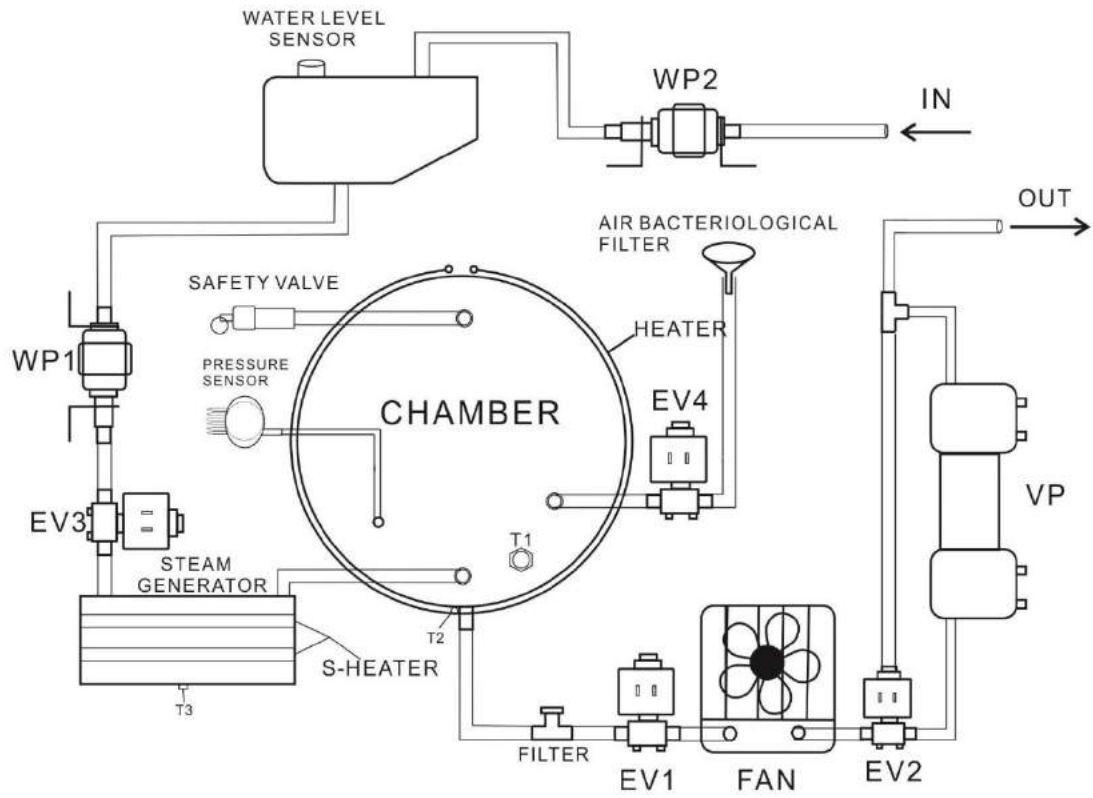 WATER LEVEL
SENSOR
WP2
IN
OUT
AIR BACTERIOLOGICAL
FILTER
SAFETY VALVE
HEATER
WP1
PRESSURE
SENSOR
CHAMBER
EV4
VP
EV3
T1
STEAM
GENERATOR
T2
S-HEATER
T3
FILTER
EV1
FAN
EV2